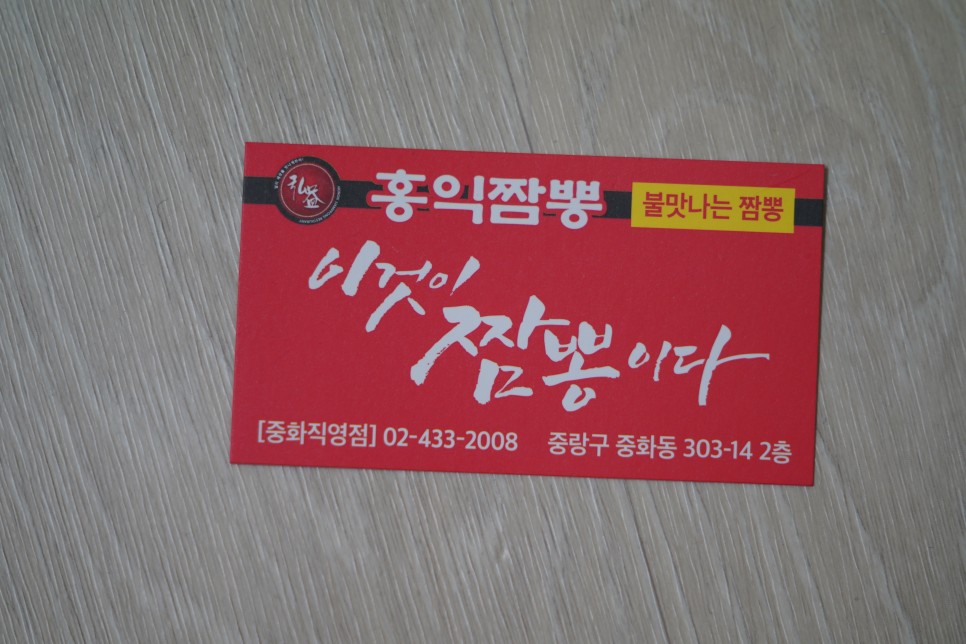 홍익짬뽕
불맛나는 짬뽕
이것이
짬뽕이다
[중화직영점] 02-433-2008 중랑구 중화동 303-14 2층